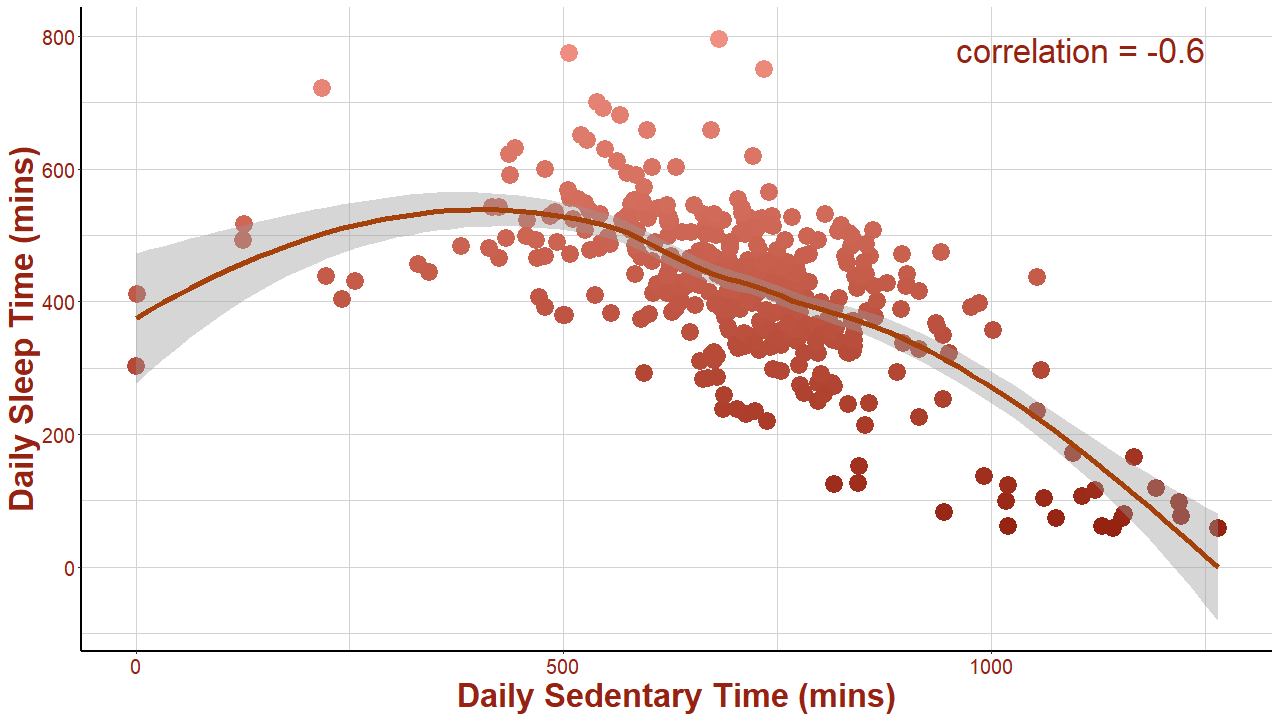 correlation = -0.6
800
600
400
200
0
Daily Sleep Time (mins)
0 500 1000
Daily Sedentary Time (mins)